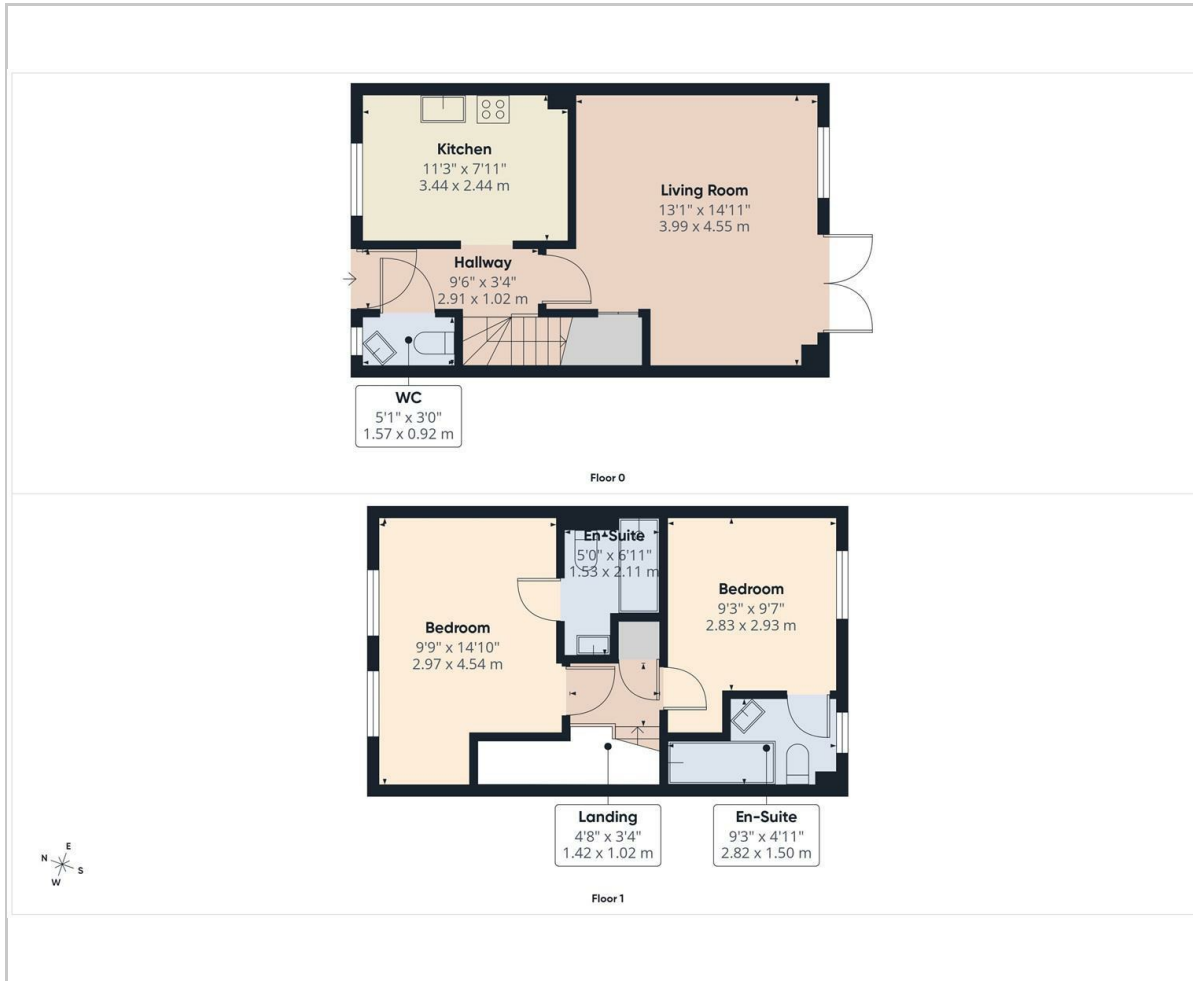 Kitchen
11'3" x 7'11"
3.44 x 2.44 m
Living Room
13'1" x 14'11"
3.99 x 4.55 m
Hallway
9'6" x 3'4"
2.91 x 1.02 m
WC
5'1" x 3'0"
1.57 x 0.92 m
Floor 0
En-Suite
5'0" x 6'11"
1.53 x 2.11 m
Bedroom
9'3" x 9'7"
2.83 x 2.93 m
Bedroom
9'9" x 14'10"
2.97 x 4.54 m
Landing
4'8" x 3'4"
1.42 x 1.02 m
En-Suite
9'3" x 4'11"
2.82 x 1.50 m
E
N
S
W
Floor 1